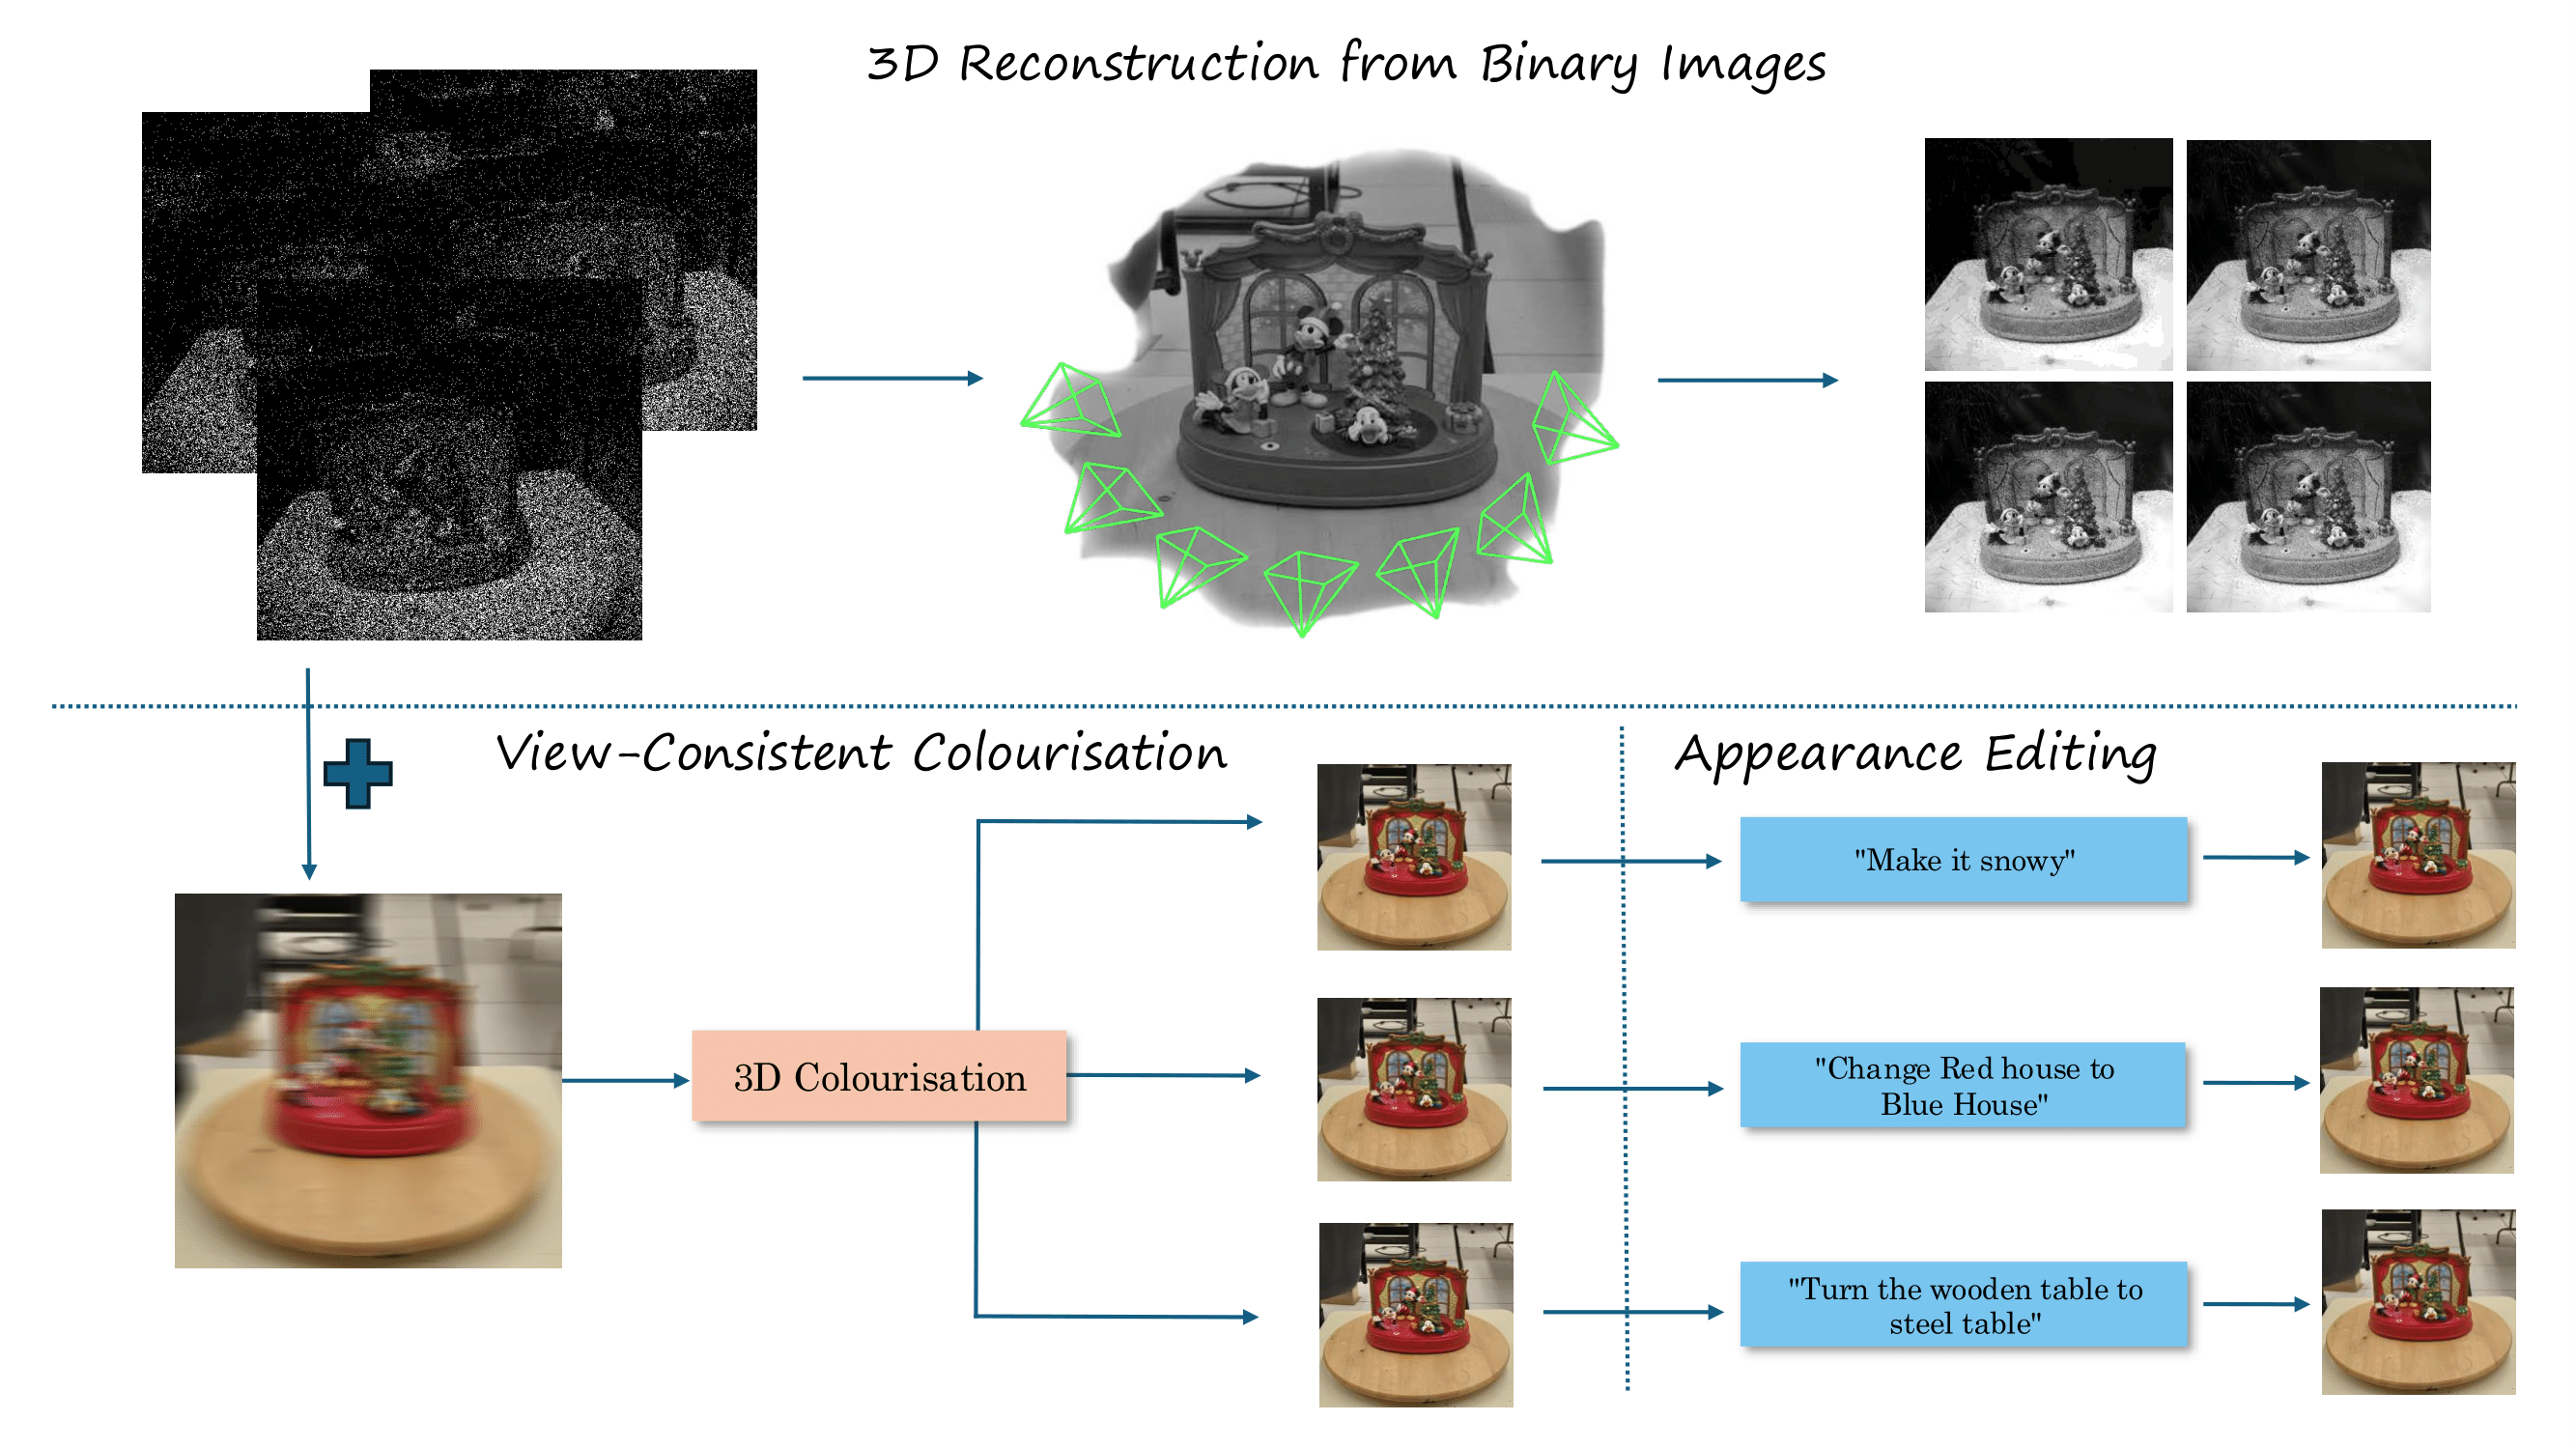 3D Reconstruction from Binary Images
View-Consistent Colourisation
Appearance Editing
"Make it snowy"
3D Colourisation
"Change Red house to
Blue House"
"Turn the wooden table to
steel table"